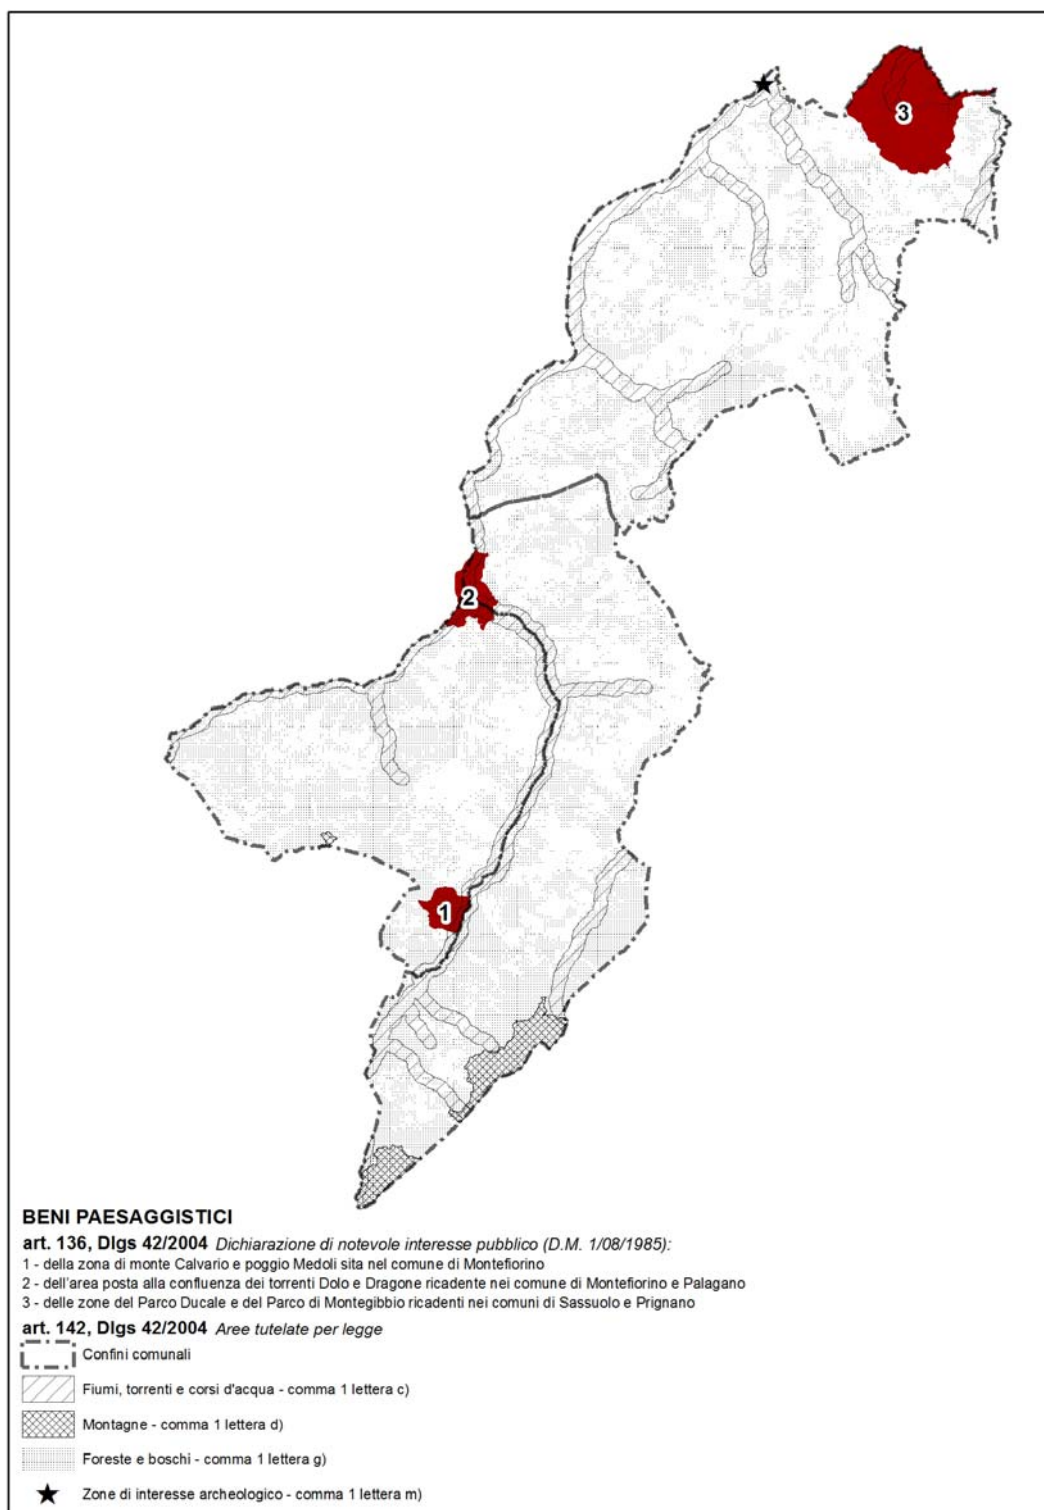 3
2
1
BENI PAESAGGISTICI
art. 136, Dlgs 42/2004 Dichiarazione di notevole interesse pubblico (D.M. 1/08/1985):
1 - della zona di monte Calvario e poggio Medoli sita nel comune di Montefiorino
2 - dell'area posta alla confluenza dei torrenti Dolo e Dragone ricadente nei comune di Montefiorino e Palagano
3 - delle zone del Parco Ducale e del Parco di Montegibbio ricadenti nei comuni di Sassuolo e Prignano
art. 142, Dlgs 42/2004 Aree tutelate per legge
Confini comunali
Fiumi, torrenti e corsi d'acqua - comma 1 lettera c)
Montagne - comma 1 lettera d)
Foreste e boschi - comma 1 lettera g)
Zone di interesse archeologico - comma 1 lettera m)